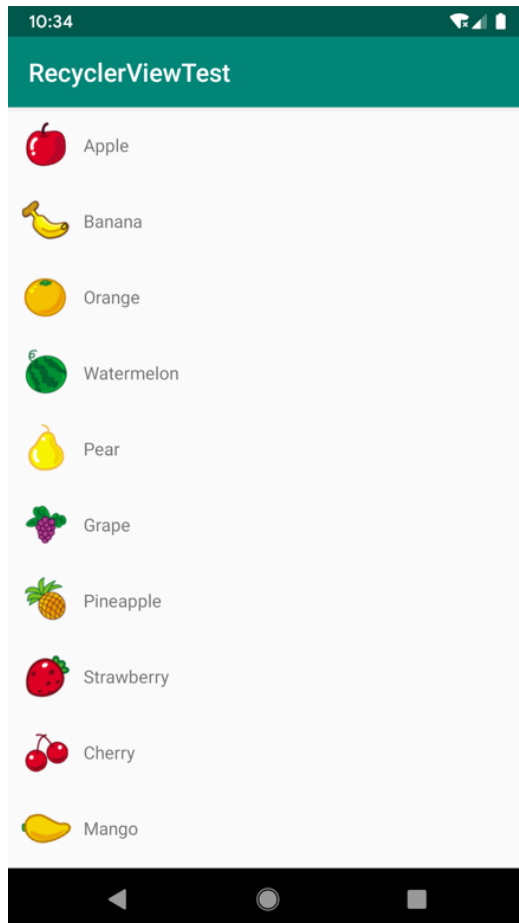 10:34
RecyclerViewTest
Apple
Banana
Orange
Watermelon
Pear
Grape
Pineapple
Strawberry
Cherry
Mango